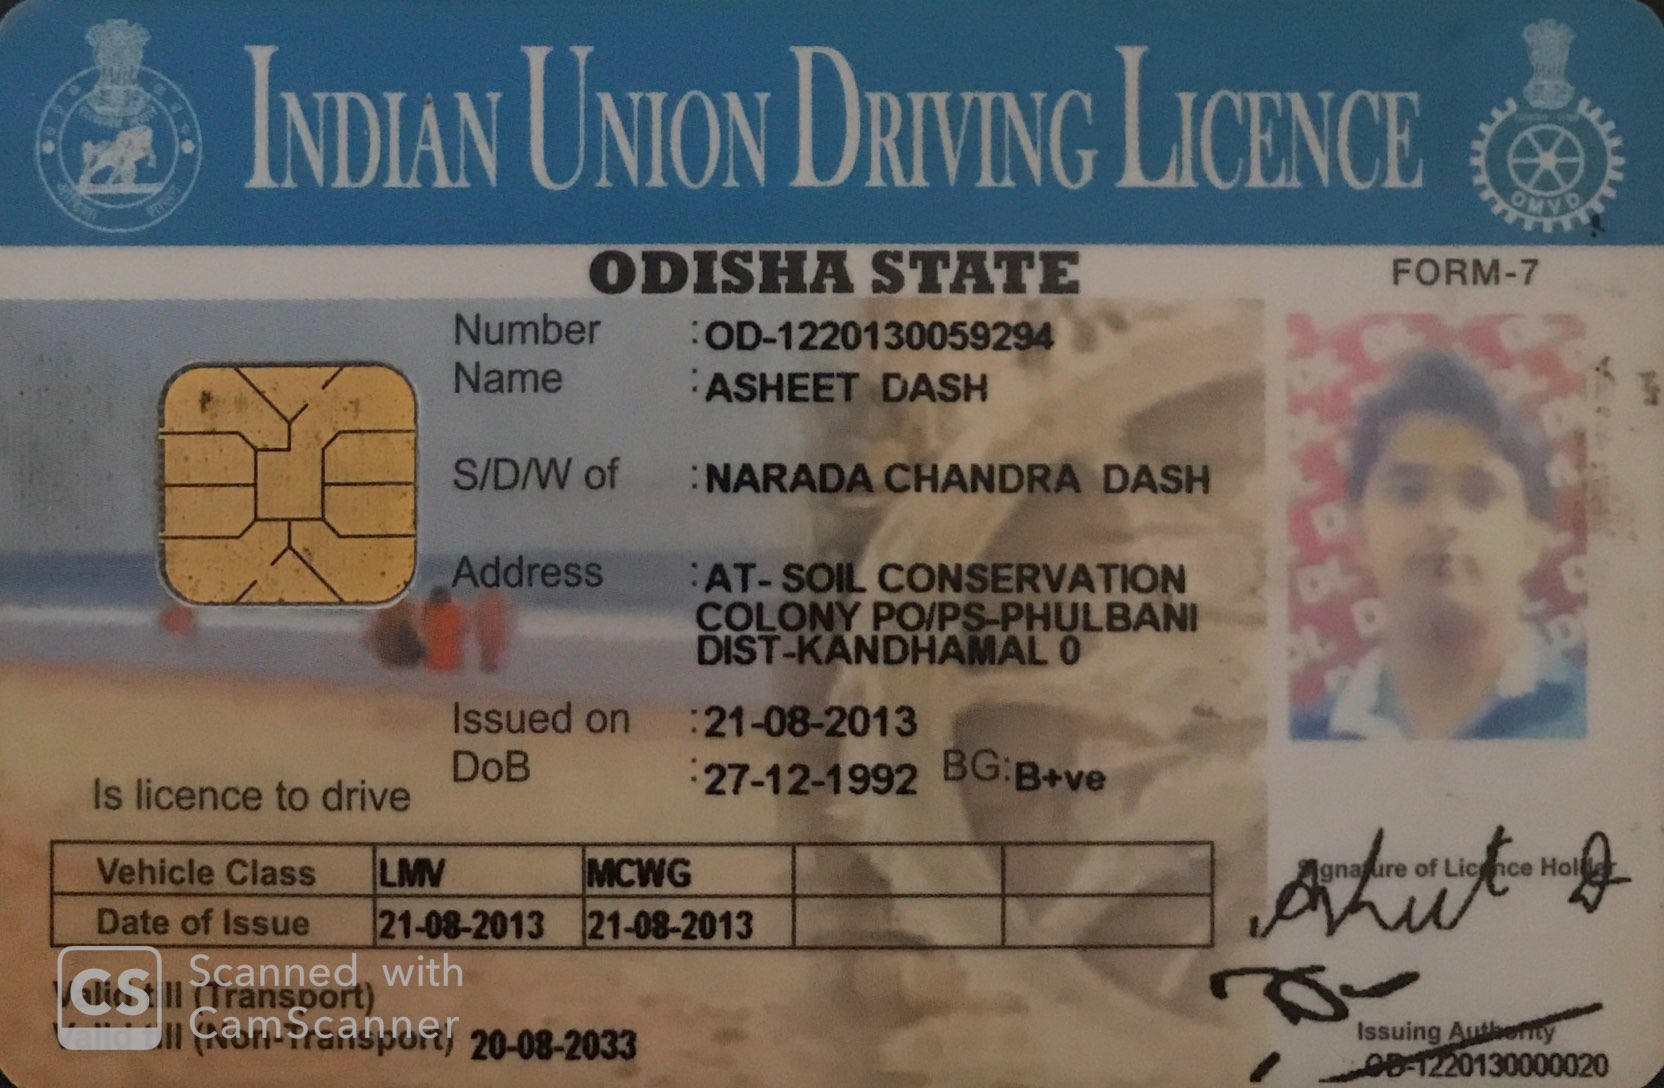 INDIAN UNION DRIVING LICENCE
OMVD
ODISHA STATE
FORM-7
Number :OD-1220130059294
Name :ASHEET DASH
S/D/W of :NARADA CHANDRA DASH
Address :AT- SOIL CONSERVATION
COLONY PO/PS-PHULBANI
DIST-KANDHAMAL 0
Issued on :21-08-2013
DoB :27-12-1992 BG:B+ve
Is licence to drive
Vehicle Class LMV MCWG
Date of Issue 21-08-2013 21-08-2013
Signature of Licence Holder
Valid till (Transport)
Valid till (Non-Transport) 20-08-2033
Issuing Authority
OD-1220130000020
CS Scanned with
CamScanner